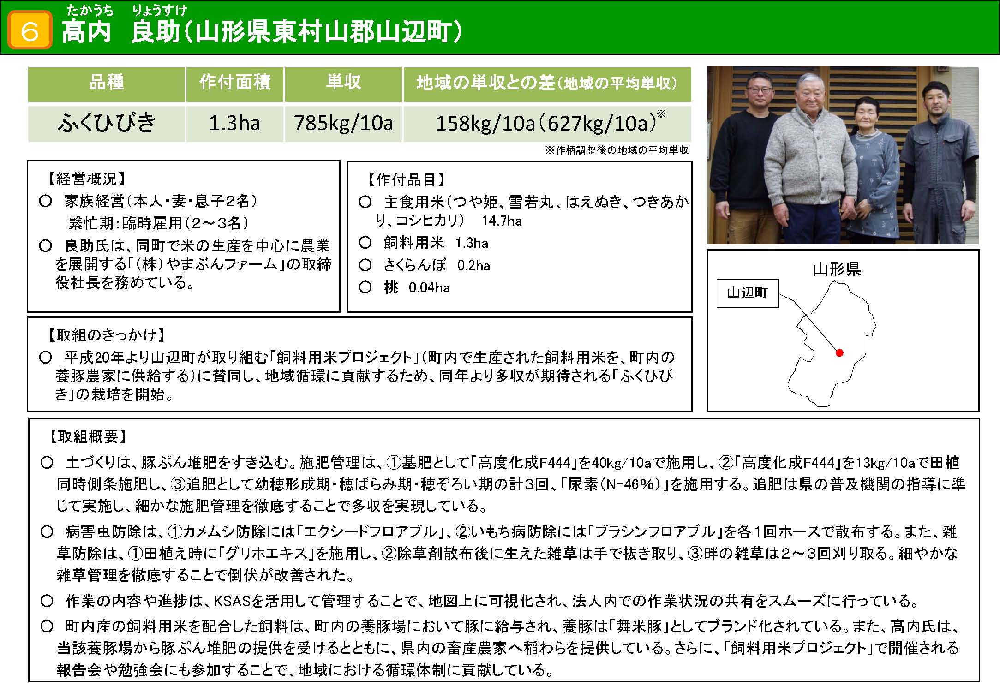 たかうち　りょうすけ
6 髙内　良助（山形県東村山郡山辺町）
品種 作付面積 単収 地域の単収との差（地域の平均単収）
ふくひびき 1.3ha 785kg/10a 158kg/10a（627kg/10a）※
※作柄調整後の地域の平均単収
【経営概況】
〇　家族経営（本人・妻・息子２名）
繫忙期：臨時雇用（２～３名）
〇　良助氏は、同町で米の生産を中心に農業
を展開する「（株）やまぶんファーム」の取締
役社長を務めている。
【作付品目】
〇　主食用米（つや姫、雪若丸、はえぬき、つきあか
り、コシヒカリ）　14.7ha
〇　飼料用米　1.3ha
〇　さくらんぼ　0.2ha
〇　桃　0.04ha
山形県
山辺町
【取組のきっかけ】
〇　平成20年より山辺町が取り組む「飼料用米プロジェクト」（町内で生産された飼料用米を、町内の
養豚農家に供給する）に賛同し、地域循環に貢献するため、同年より多収が期待される「ふくひび
き」の栽培を開始。
【取組概要】
〇　土づくりは、豚ぷん堆肥をすき込む。施肥管理は、①基肥として「高度化成F444」を40kg/10aで施用し、②「高度化成F444」を13kg/10aで田植
同時側条施肥し、③追肥として幼穂形成期・穂ばらみ期・穂ぞろい期の計３回、「尿素（N-46％）」を施用する。追肥は県の普及機関の指導に準
じて実施し、細かな施肥管理を徹底することで多収を実現している。
〇　病害虫防除は、①カメムシ防除には「エクシードフロアブル」、②いもち病防除には「ブラシンフロアブル」を各１回ホースで散布する。また、雑
草防除は、①田植え時に「グリホエキス」を施用し、②除草剤散布後に生えた雑草は手で抜き取り、③畔の雑草は２～３回刈り取る。細やかな
雑草管理を徹底することで倒伏が改善された。
〇　作業の内容や進捗は、KSASを活用して管理することで、地図上に可視化され、法人内での作業状況の共有をスムーズに行っている。
〇　町内産の飼料用米を配合した飼料は、町内の養豚場において豚に給与され、養豚は「舞米豚」としてブランド化されている。また、髙内氏は、
当該養豚場から豚ぷん堆肥の提供を受けるとともに、県内の畜産農家へ稲わらを提供している。さらに、「飼料用米プロジェクト」で開催される
報告会や勉強会にも参加することで、地域における循環体制に貢献している。